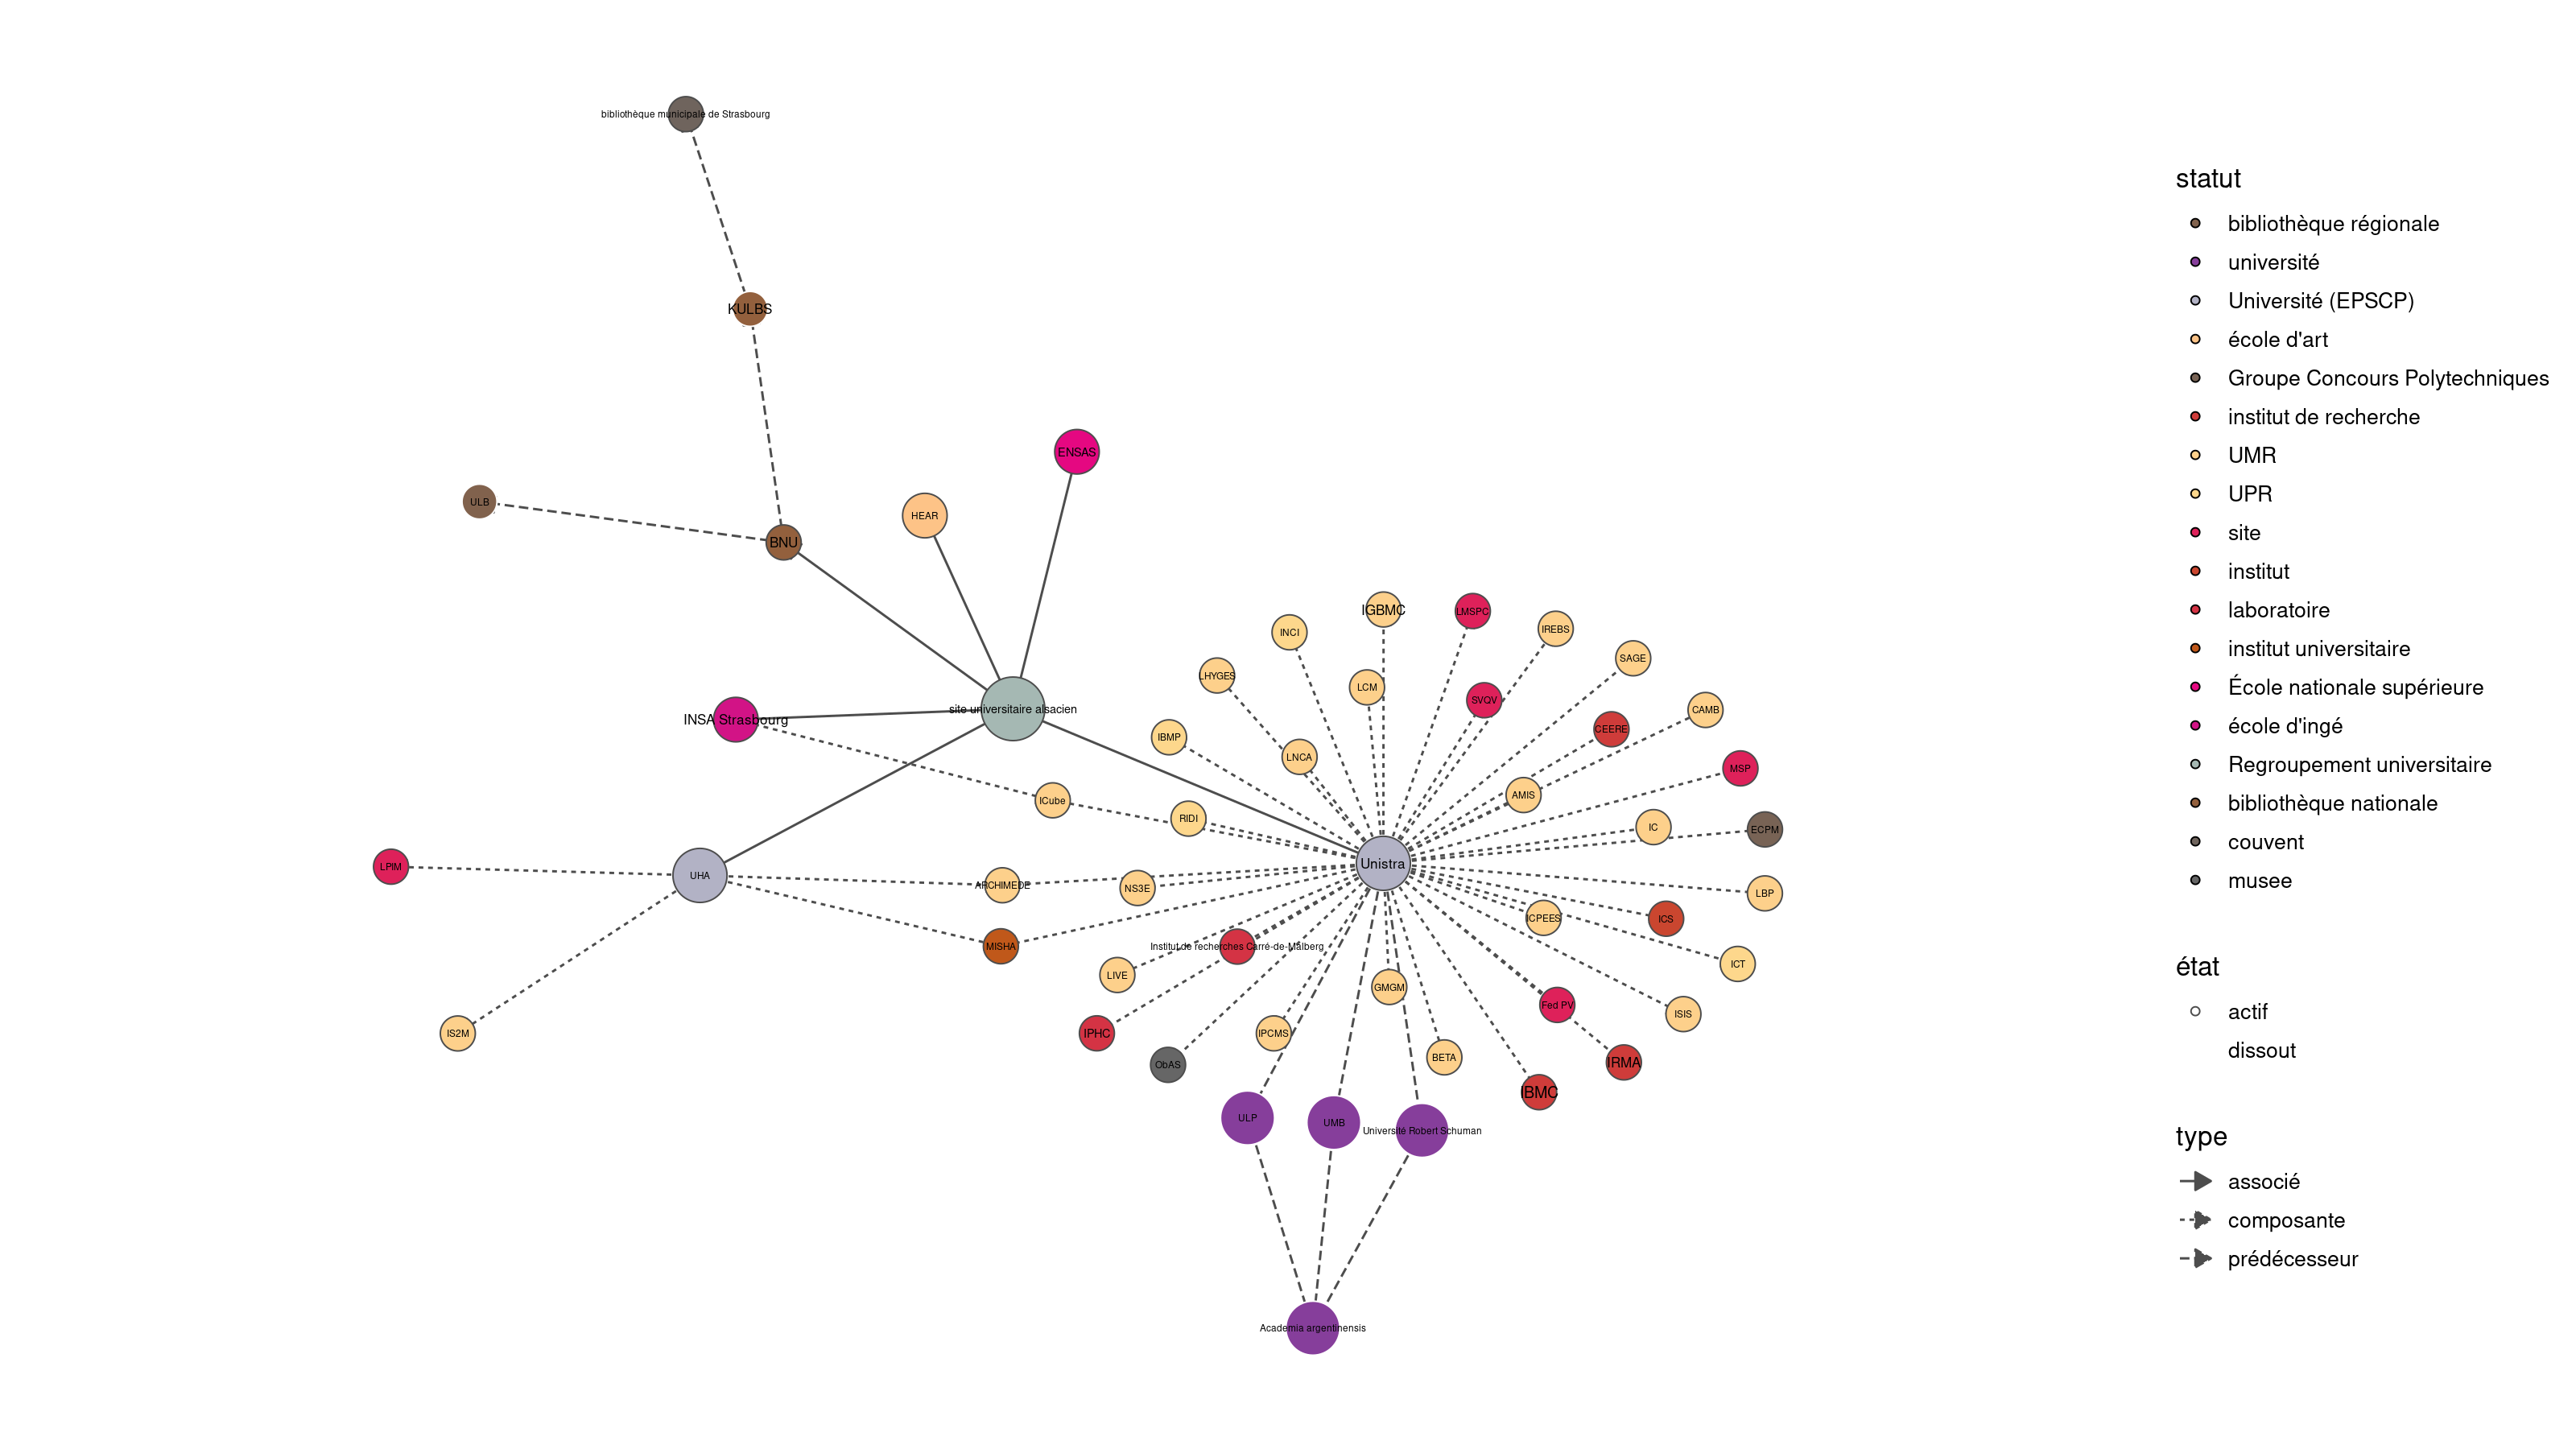 bibliothèque municipale de Strasbourg
KULBS
ENSAS
ULB
HEAR
BNU
IGBMC
LMSPC
INCI
IREBS
SAGE
LHYGES
LCM
SVQV
site universitaire alsacien
CAMB
INSA Strasbourg
CEERE
IBMP
LNCA
MSP
AMIS
ICube
RIDI
IC
ECPM
Unistra
LPIM
UHA
ARCHIMEDE
NS3E
LBP
ICPEES
ICS
MISHA
Institut de recherches Carré-de-Malberg
ICT
LIVE
GMGM
Fed PV
ISIS
IS2M
IPHC
IPCMS
BETA
ObAS
IRMA
IBMC
ULP
UMB
Université Robert Schuman
Academia argentinensis
statut
bibliothèque régionale
université
Université (EPSCP)
école d'art
Groupe Concours Polytechniques
institut de recherche
UMR
UPR
site
institut
laboratoire
institut universitaire
École nationale supérieure
école d'ingé
Regroupement universitaire
bibliothèque nationale
couvent
musee
état
actif
dissout
type
associé
composante
prédécesseur